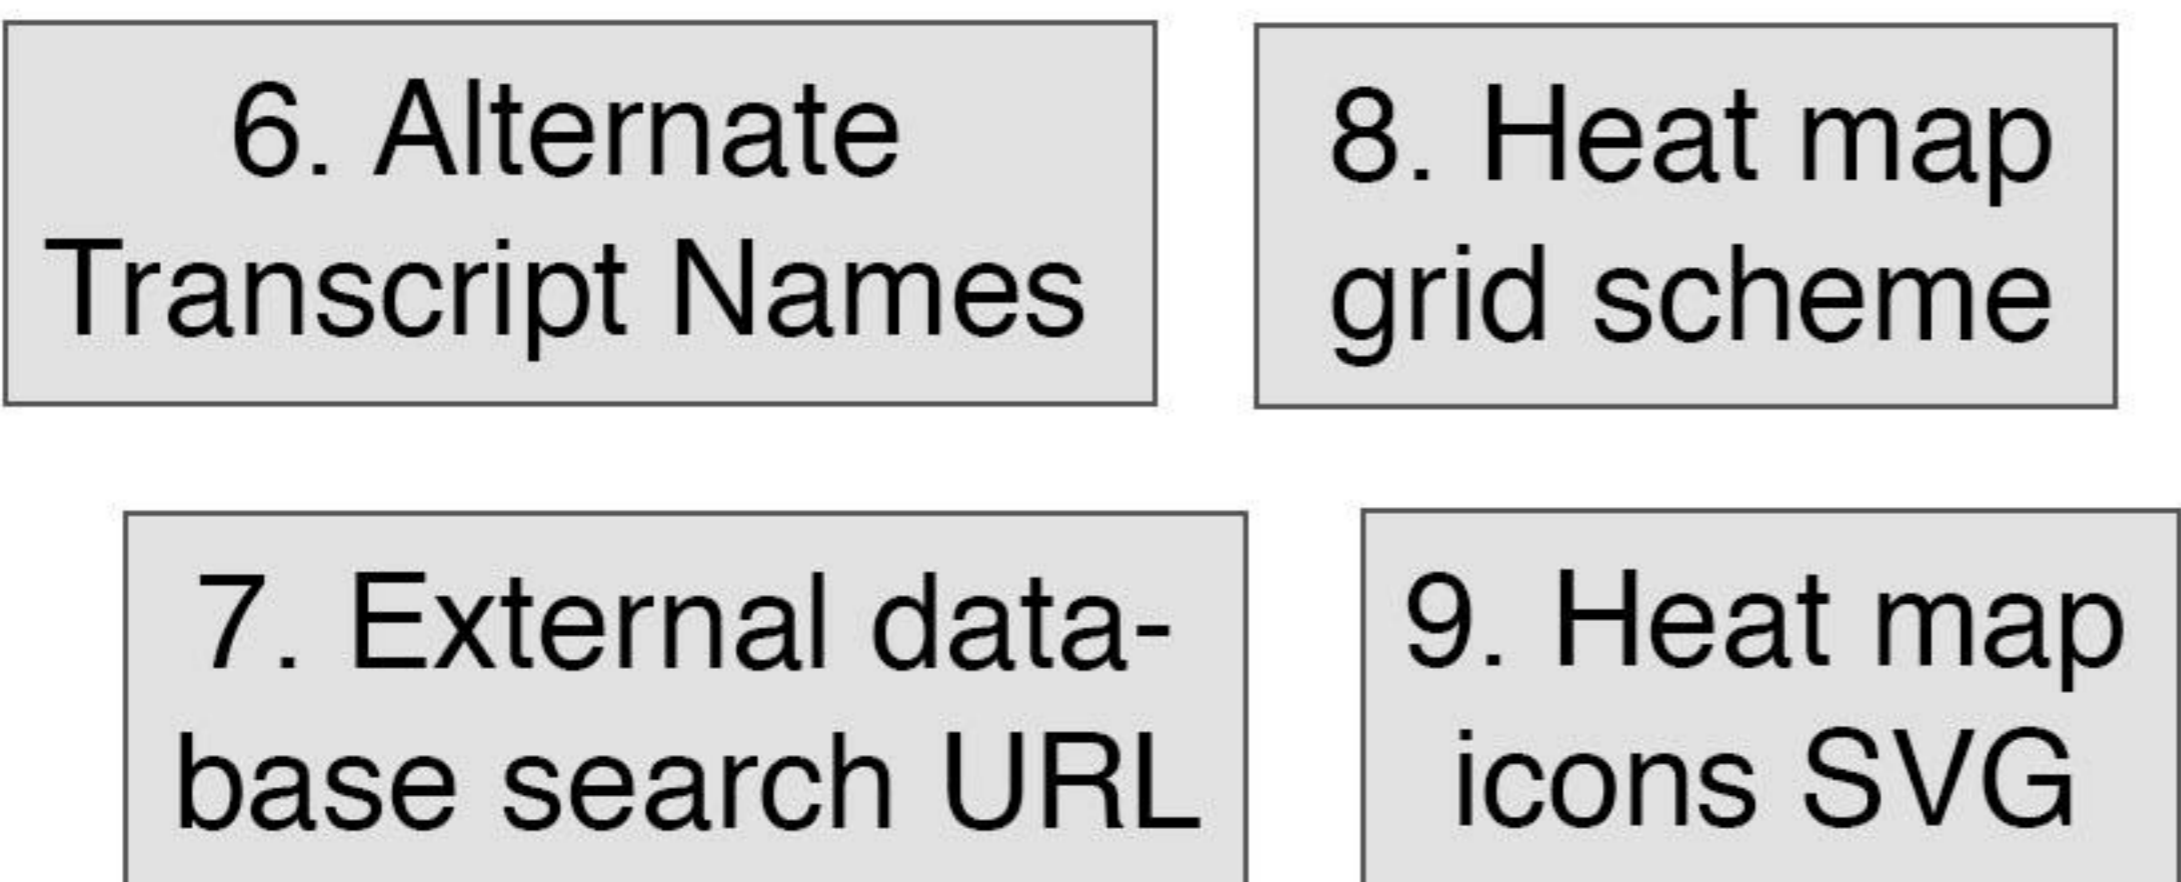 6. Alternate
Transcript Names
8. Heat map
grid scheme
7. External data-
base search URL
9. Heat map
icons SVG